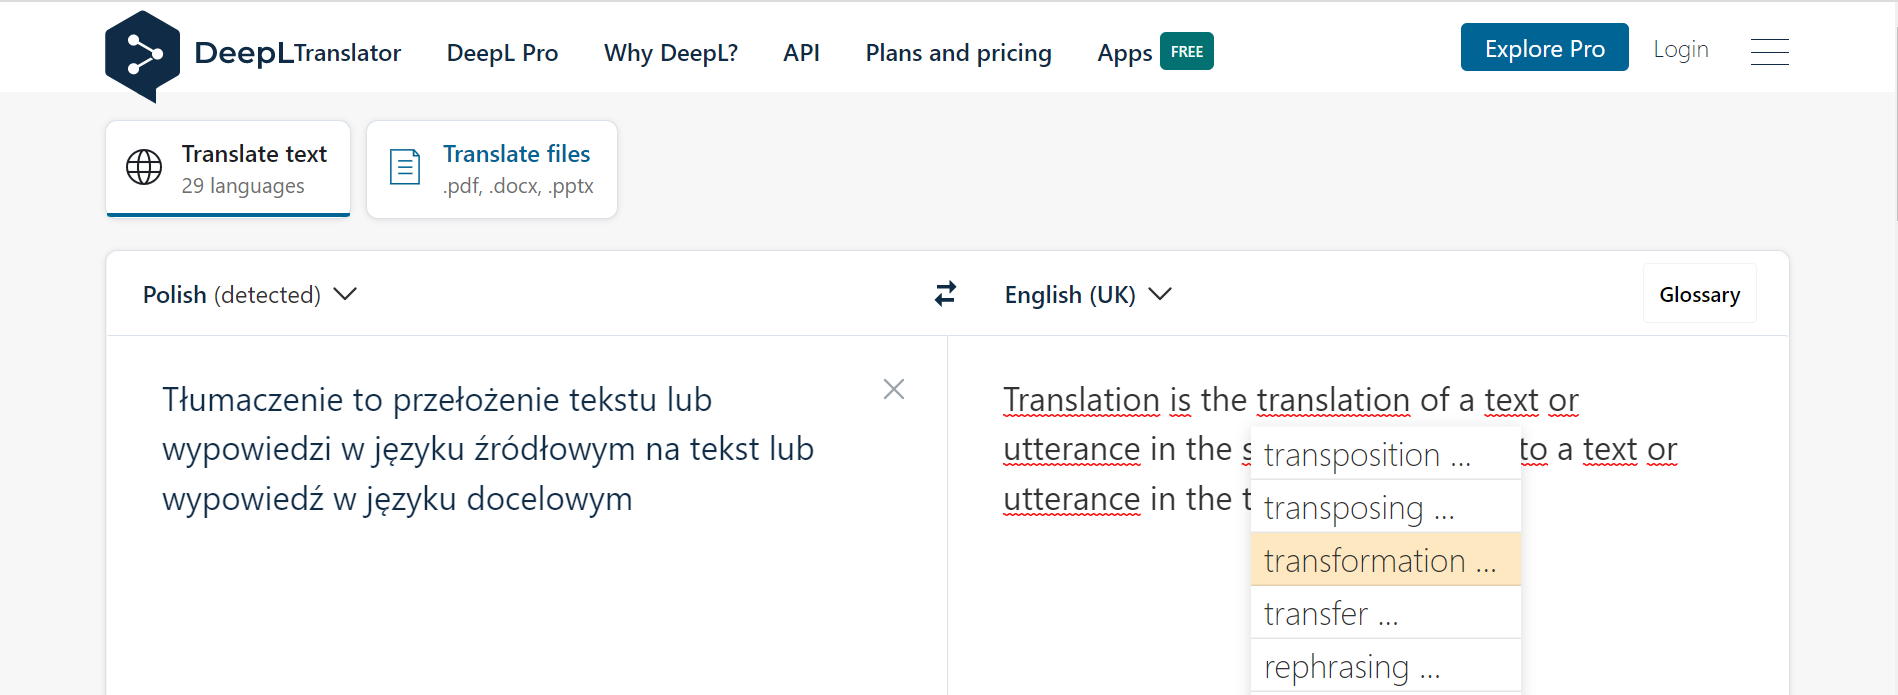 DeepL Translator DeepL Pro Why DeepL? API Plans and pricing Apps FREE Explore Pro Login
Translate text
29 languages
Translate files
.pdf, .docx, .pptx
Polish (detected)
English (UK)
Glossary
Tłumaczenie to przełożenie tekstu lub
wypowiedzi w języku źródłowym na tekst lub
wypowiedź w języku docelowym
Translation is the translation of a text or
utterance in the s to a text or
utterance in the t
transposition ...
transposing ...
transformation ...
transfer ...
rephrasing ...